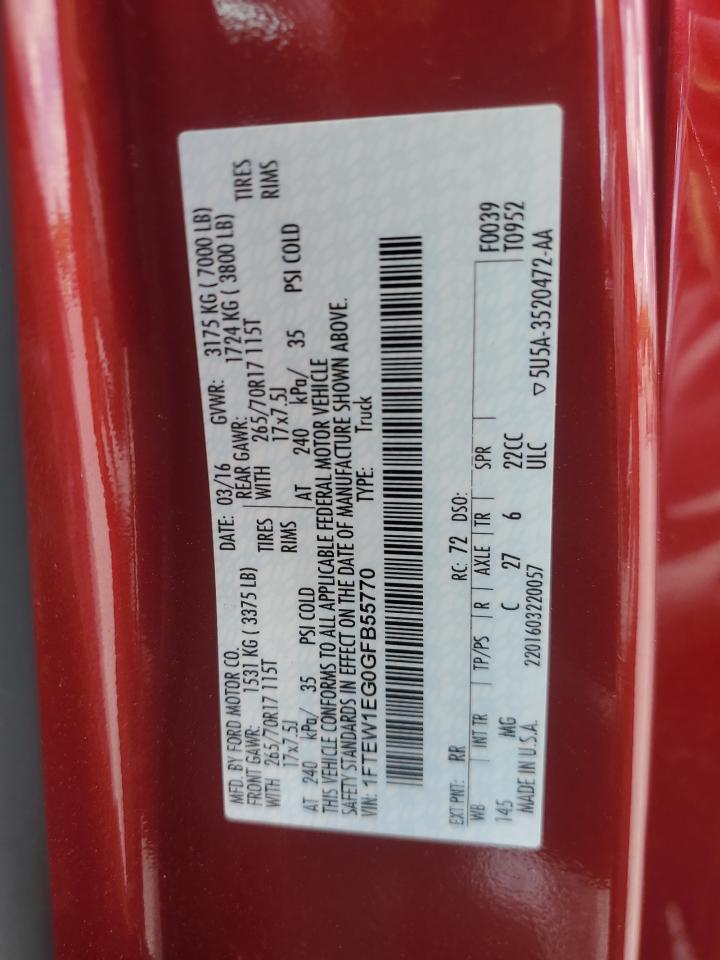 MFD. BY FORD MOTOR CO.
DATE: 03/16 GVWR: 3175 KG ( 7000 LB)
FRONT GAWR: 1531 KG ( 3375 LB) REAR GAWR: 1724 KG ( 3800 LB)
WITH 265/70R17 115T TIRES WITH 265/70R17 115T TIRES
17x7.5J RIMS 17x7.5J RIMS
AT 240 kPa/ 35 PSI COLD AT 240 kPa/ 35 PSI COLD
THIS VEHICLE CONFORMS TO ALL APPLICABLE FEDERAL MOTOR VEHICLE
SAFETY STANDARDS IN EFFECT ON THE DATE OF MANUFACTURE SHOWN ABOVE.
VIN: 1FTEW1EG0GFB55770 TYPE: Truck
EXT PNT: RR RC: 72 DSO: F0039
WB INT TR TP/PS R AXLE TR SPR T0952
145 MG C 27 6 22CC
MADE IN U.S.A. 2201603220057 ULC ▽ 5U5A-3520472-AA